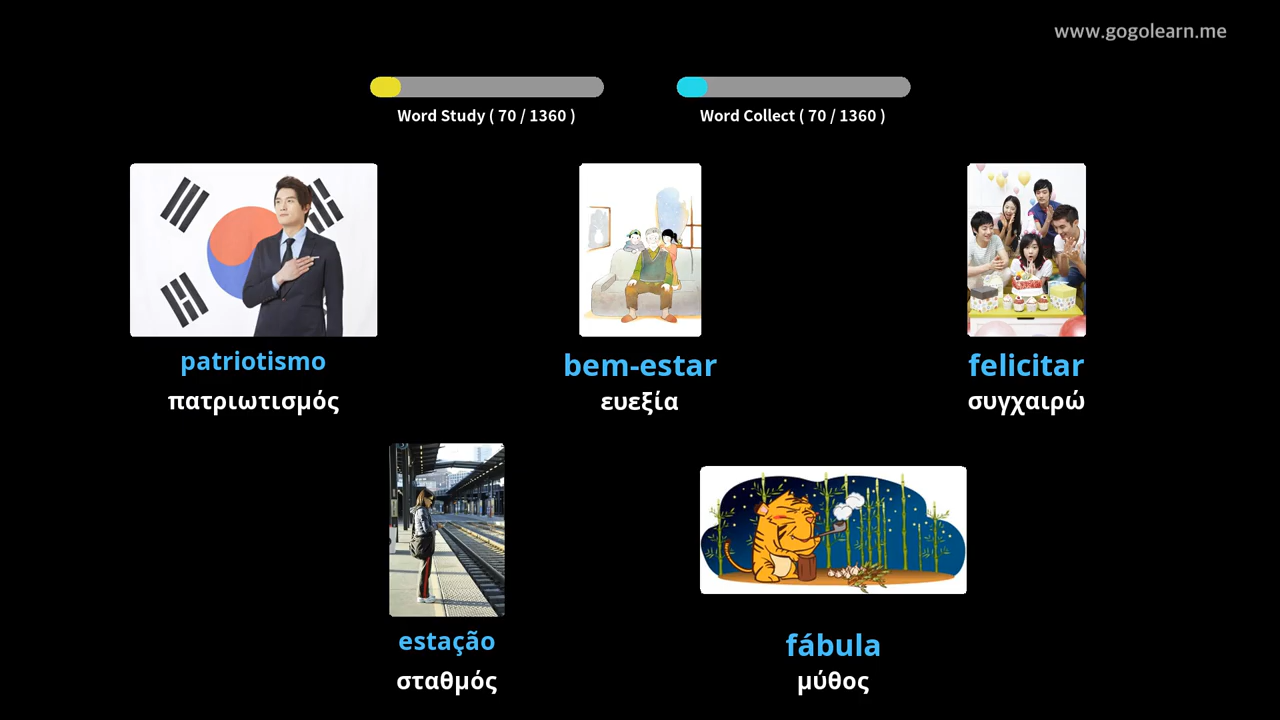 www.gogolearn.me
Word Study ( 70 / 1360 )
Word Collect ( 70 / 1360 )
patriotismo
πατριωτισμός
bem-estar
ευεξία
felicitar
συγχαιρώ
estação
σταθμός
fábula
μύθος